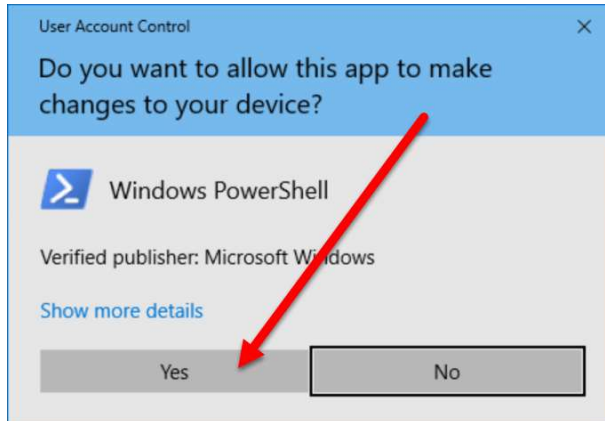 User Account Control
Do you want to allow this app to make
changes to your device?
Windows PowerShell
Verified publisher: Microsoft Windows
Show more details
Yes
No